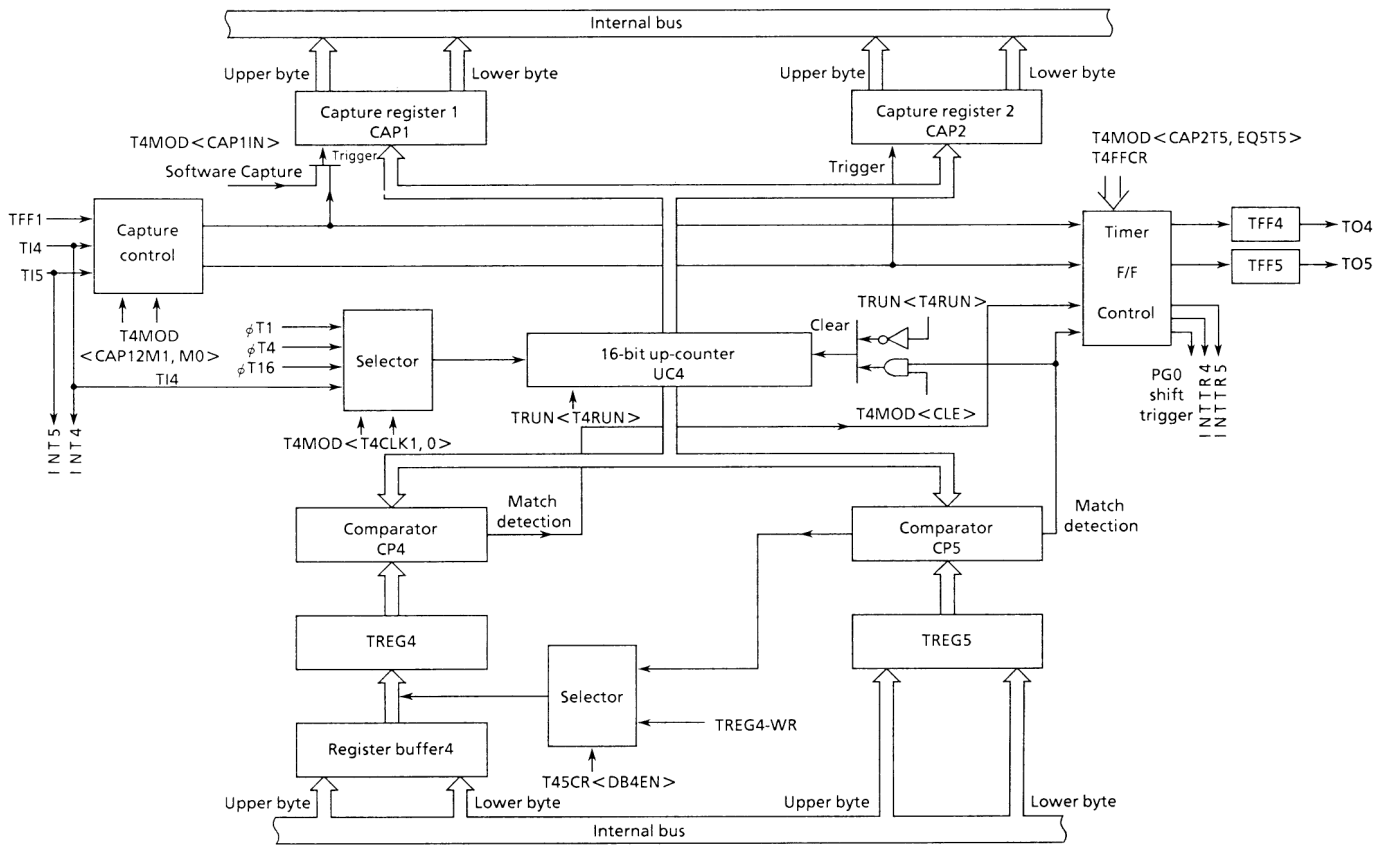 Internal bus
Upper byte
Lower byte
Upper byte
Lower byte
Capture register 1
CAP1
Capture register 2
CAP2
T4MOD<CAP1IN>
Trigger
Software Capture
Trigger
T4MOD<CAP2T5, EQ5T5>
T4FFCR
TFF1
TI4
TI5
Capture
control
Timer
F/F
Control
TFF4
TO4
TFF5
TO5
T4MOD
<CAP12M1, M0>
TI4
φT1
φT4
φT16
Selector
16-bit up-counter
UC4
Clear
TRUN<T4RUN>
T4MOD<CLE>
TRUN<T4RUN>
T4MOD<T4CLK1, 0>
PG0
shift
trigger
INTTR4
INTTR5
INT5
INT4
Match
detection
Comparator
CP4
Comparator
CP5
Match
detection
TREG4
TREG5
Selector
TREG4-WR
Register buffer4
T45CR<DB4EN>
Upper byte
Lower byte
Upper byte
Lower byte
Internal bus